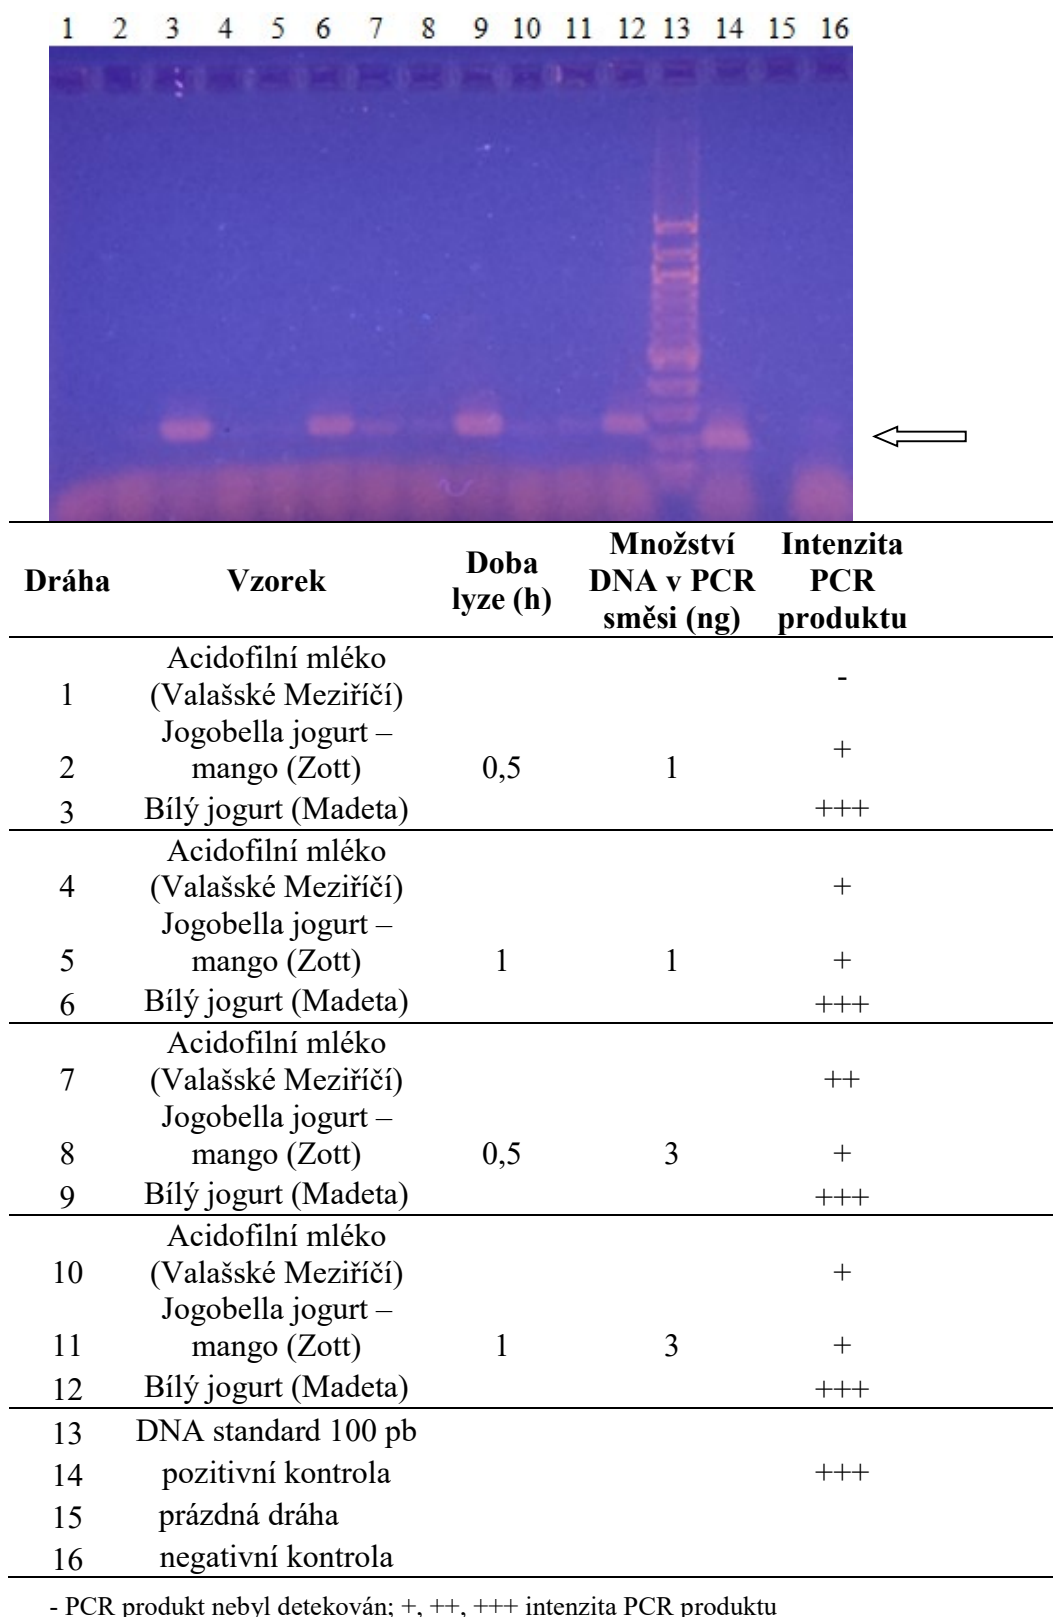 1 2 3 4 5 6 7 8 9 10 11 12 13 14 15 16
Dráha Vzorek Doba lyze (h) Množství DNA v PCR směsi (ng) Intenzita PCR produktu
1 Acidofilní mléko (Valašské Meziříčí) -
2 Jogobella jogurt – mango (Zott) 0,5 1 +
3 Bílý jogurt (Madeta) +++
4 Acidofilní mléko (Valašské Meziříčí) +
5 Jogobella jogurt – mango (Zott) 1 1 +
6 Bílý jogurt (Madeta) +++
7 Acidofilní mléko (Valašské Meziříčí) ++
8 Jogobella jogurt – mango (Zott) 0,5 3 +
9 Bílý jogurt (Madeta) +++
10 Acidofilní mléko (Valašské Meziříčí) +
11 Jogobella jogurt – mango (Zott) 1 3 +
12 Bílý jogurt (Madeta) +++
13 DNA standard 100 pb
14 pozitivní kontrola +++
15 prázdná dráha
16 negativní kontrola
- PCR produkt nebyl detekován; +, ++, +++ intenzita PCR produktu